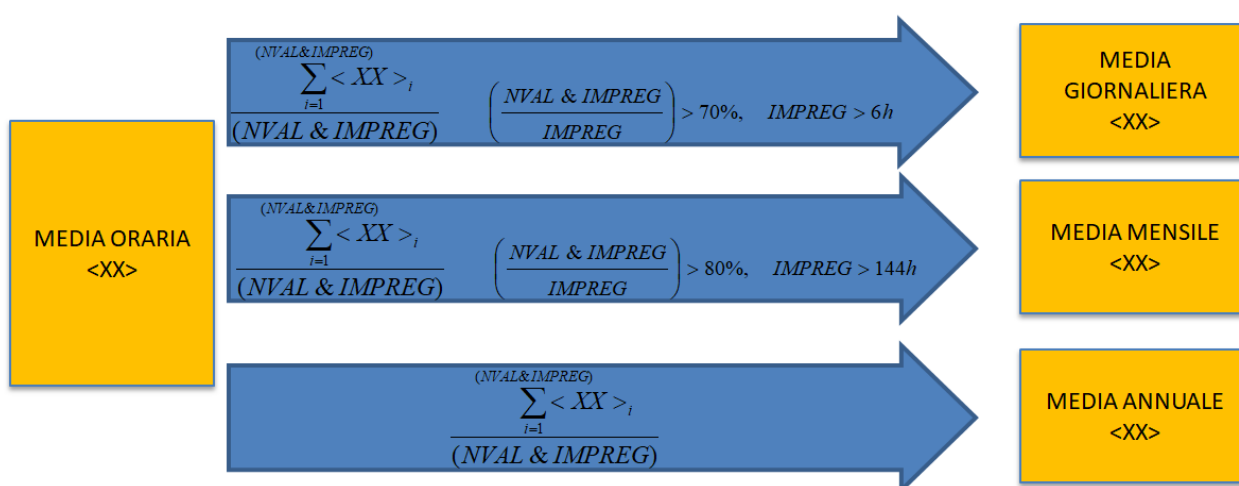 MEDIA ORARIA
<XX>
(NVAL&IMPREG)
∑ < XX >i
i=1
(NVAL & IMPREG)
(NVAL & IMPREG / IMPREG) > 70%, IMPREG > 6h
MEDIA
GIORNALIERA
<XX>
(NVAL&IMPREG)
∑ < XX >i
i=1
(NVAL & IMPREG)
(NVAL & IMPREG / IMPREG) > 80%, IMPREG > 144h
MEDIA MENSILE
<XX>
(NVAL&IMPREG)
∑ < XX >i
i=1
(NVAL & IMPREG)
MEDIA ANNUALE
<XX>